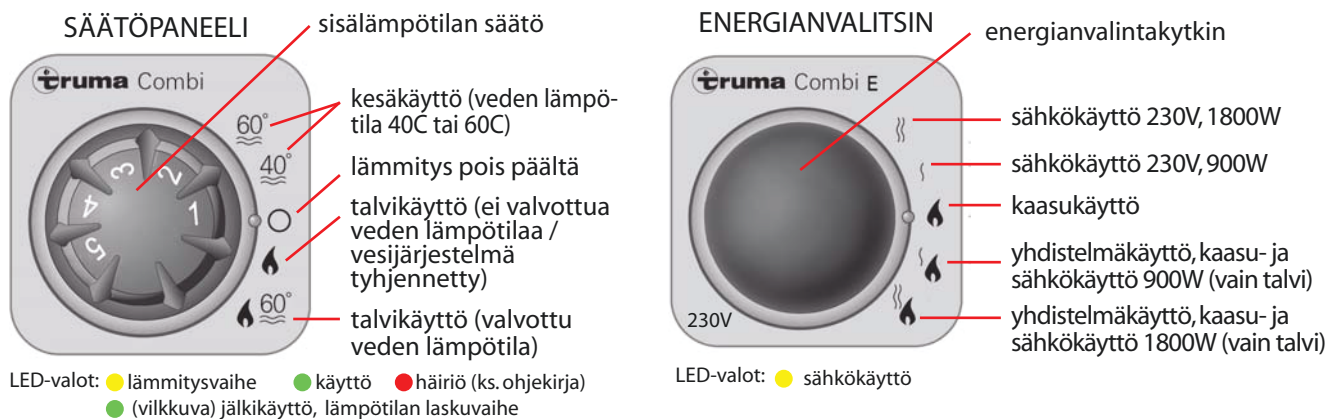 SÄÄTÖPANEELI
sisälämpötilan säätö
truma Combi
60°
40°
1
2
3
4
5
60°
kesäkäyttö (veden lämpö-
tila 40C tai 60C)
lämmitys pois päältä
talvikäyttö (ei valvottua
veden lämpötilaa /
vesijärjestelmä
tyhjennetty)
talvikäyttö (valvottu
veden lämpötila)
LED-valot: lämmitysvaihe käyttö häiriö (ks. ohjekirja)
(vilkkuva) jälkikäyttö, lämpötilan laskuvaihe
ENERGIANVALITSIN
energianvalintakytkin
truma Combi E
230V
sähkökäyttö 230V, 1800W
sähkökäyttö 230V, 900W
kaasukäyttö
yhdistelmäkäyttö, kaasu- ja
sähkökäyttö 900W (vain talvi)
yhdistelmäkäyttö, kaasu- ja
sähkökäyttö 1800W (vain talvi)
LED-valot: sähkökäyttö